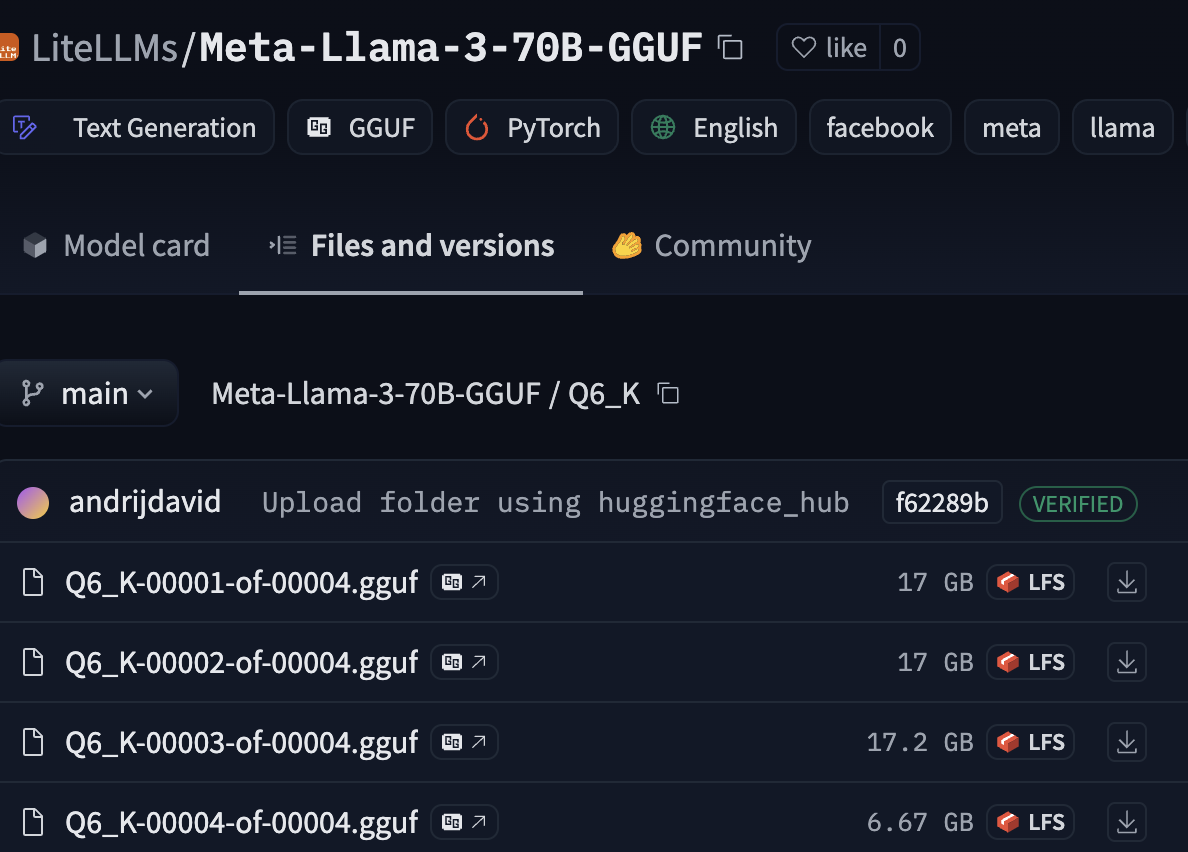 LiteLLMs/Meta-Llama-3-70B-GGUF like 0
Text Generation GGUF PyTorch English facebook meta llama
Model card Files and versions Community
main Meta-Llama-3-70B-GGUF / Q6_K
andrijdavid Upload folder using huggingface_hub f62289b VERIFIED
Q6_K-00001-of-00004.gguf 17 GB LFS
Q6_K-00002-of-00004.gguf 17 GB LFS
Q6_K-00003-of-00004.gguf 17.2 GB LFS
Q6_K-00004-of-00004.gguf 6.67 GB LFS